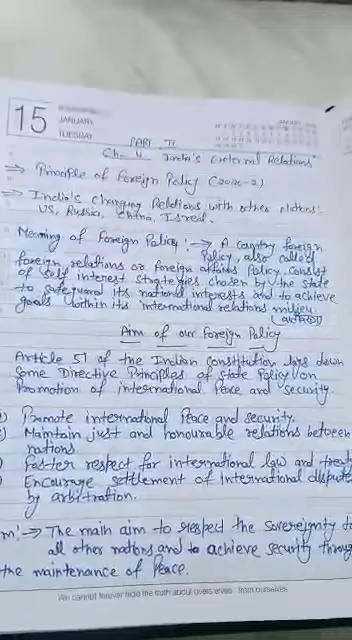 15
JANUARY
TUESDAY
PART II
Ch-4 India's External Relations
⇒ Principle of Foreign Policy
⇒ India's Changing Relations with other nations:
US, Russia, China, Isreal.
Meaning of Foreign Policy:→ A country foreign
Policy, also called
foreign relations or foreign affairs Policy, consist
of self interest strategies chosen by the state
to safeguard its national interests and to achieve
goals within its international relations milieu.
Aim of our Foreign Policy
Article 51 of the Indian constitution lays down
some Directive Principles of State Policy on
Promotion of international Peace and security.
Promote international Peace and security.
Maintain just and honourable relations between
nations
Foster respect for international law and
Encourage settlement of international
by arbitration.
→ The main aim to respect the sovereignty
all other nations and to achieve security
the maintenance of Peace.
We cannot forever hide the truth about ourselves from ourselves